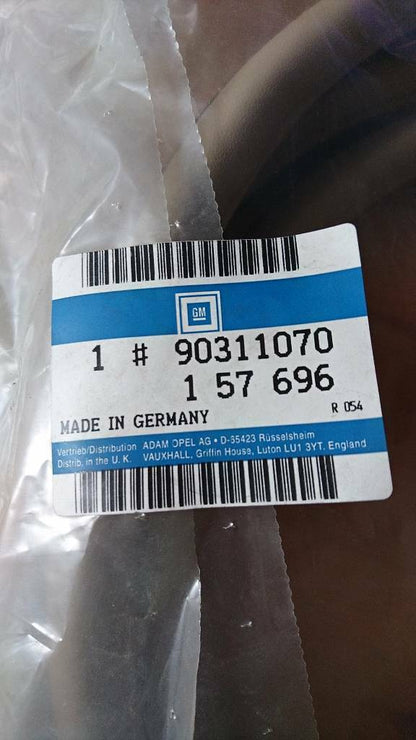 GM
1 # 90311070
1 57 696
R 054
MADE IN GERMANY
Vertrieb/Distribution ADAM OPEL AG • D-65423 Rüsselsheim
Distrib. in the U. K. VAUXHALL, Griffin House, Luton LU1 3YT. England